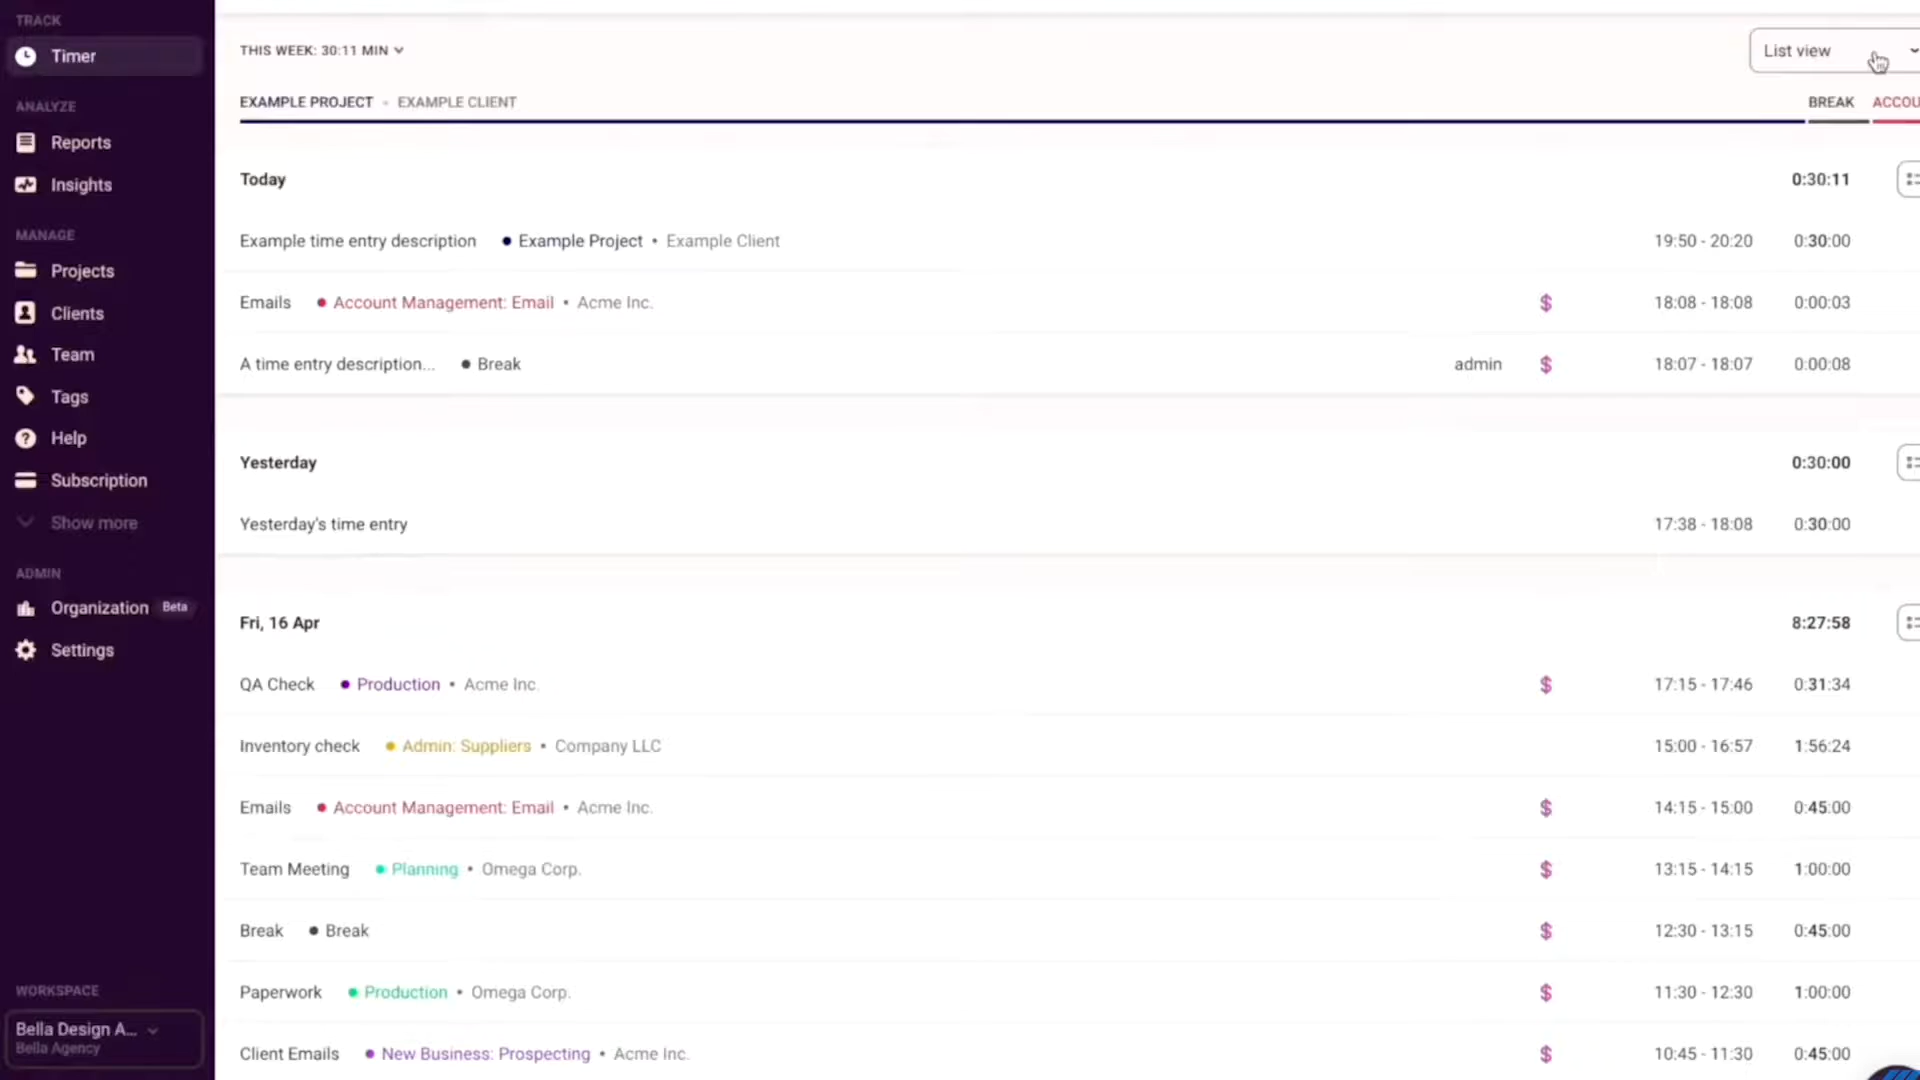 TRACK
Timer
ANALYZE
Reports
Insights
MANAGE
Projects
Clients
Team
Tags
Help
Subscription
Show more
ADMIN
Organization Beta
Settings
WORKSPACE
Bella Design A...
Bella Agency
THIS WEEK: 30:11 MIN
List view
EXAMPLE PROJECT • EXAMPLE CLIENT BREAK ACCOU
Today 0:30:11
Example time entry description • Example Project • Example Client 19:50 - 20:20 0:30:00
Emails • Account Management: Email • Acme Inc. $ 18:08 - 18:08 0:00:03
A time entry description... • Break admin $ 18:07 - 18:07 0:00:08
Yesterday 0:30:00
Yesterday's time entry 17:38 - 18:08 0:30:00
Fri, 16 Apr 8:27:58
QA Check • Production • Acme Inc. $ 17:15 - 17:46 0:31:34
Inventory check • Admin: Suppliers • Company LLC 15:00 - 16:57 1:56:24
Emails • Account Management: Email • Acme Inc. $ 14:15 - 15:00 0:45:00
Team Meeting • Planning • Omega Corp. $ 13:15 - 14:15 1:00:00
Break • Break $ 12:30 - 13:15 0:45:00
Paperwork • Production • Omega Corp. $ 11:30 - 12:30 1:00:00
Client Emails • New Business: Prospecting • Acme Inc. $ 10:45 - 11:30 0:45:00